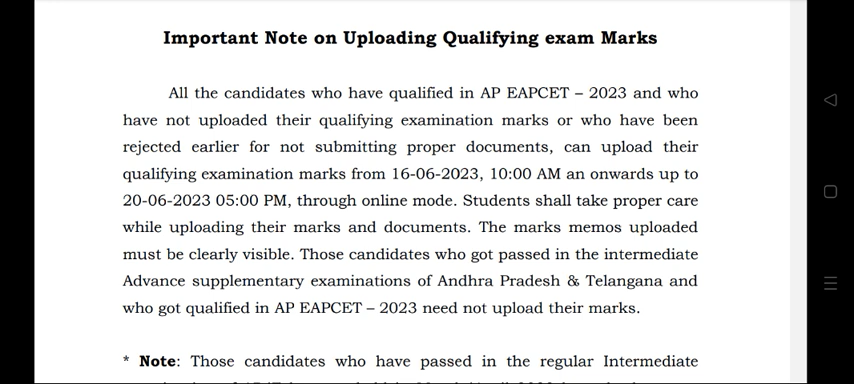 Important Note on Uploading Qualifying exam Marks
All the candidates who have qualified in AP EAPCET – 2023 and who
have not uploaded their qualifying examination marks or who have been
rejected earlier for not submitting proper documents, can upload their
qualifying examination marks from 16-06-2023, 10:00 AM an onwards up to
20-06-2023 05:00 PM, through online mode. Students shall take proper care
while uploading their marks and documents. The marks memos uploaded
must be clearly visible. Those candidates who got passed in the intermediate
Advance supplementary examinations of Andhra Pradesh & Telangana and
who got qualified in AP EAPCET – 2023 need not upload their marks.
* Note: Those candidates who have passed in the regular Intermediate